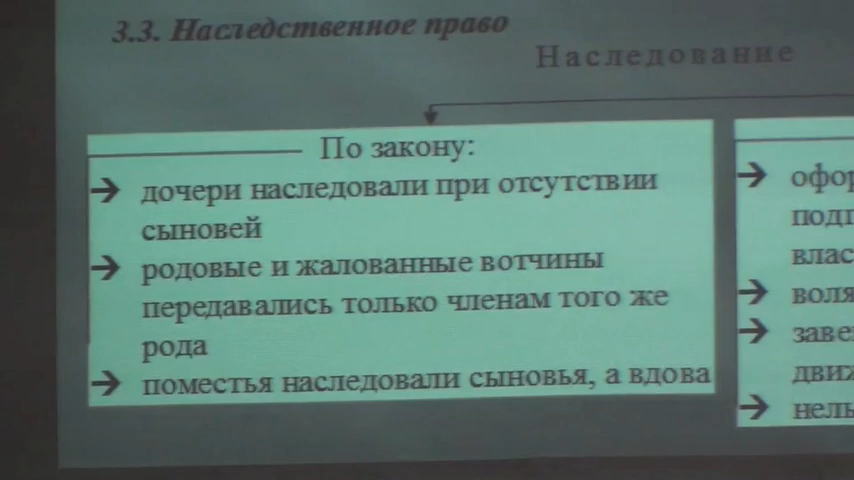 3.3. Наследственное право
Наследование
По закону:
→ дочери наследовали при отсутствии
сыновей
→ родовые и жалованные вотчины
передавались только членам того же
рода
→ поместья наследовали сыновья, а вдова
→
→ воля
→
→